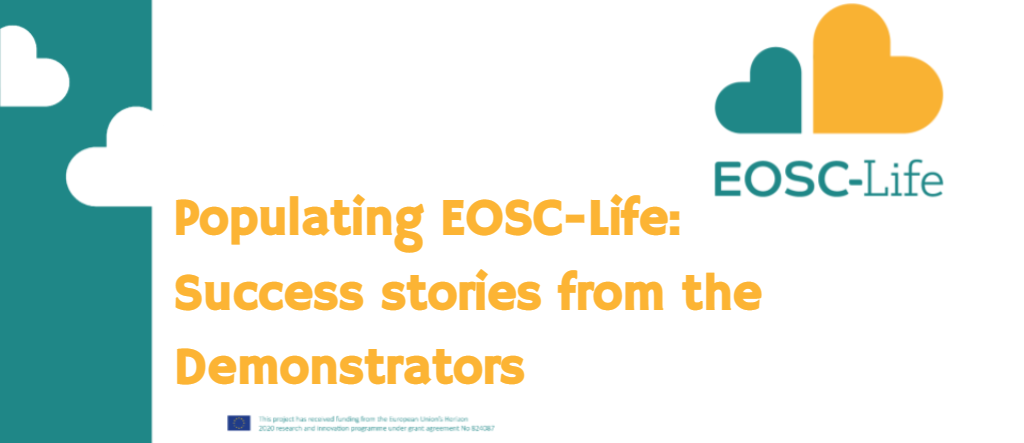 EOSC-Life
Populating EOSC-Life:
Success stories from the
Demonstrators
This project has received funding from the European Union's Horizon
2020 research and innovation programme under grant agreement No 824087